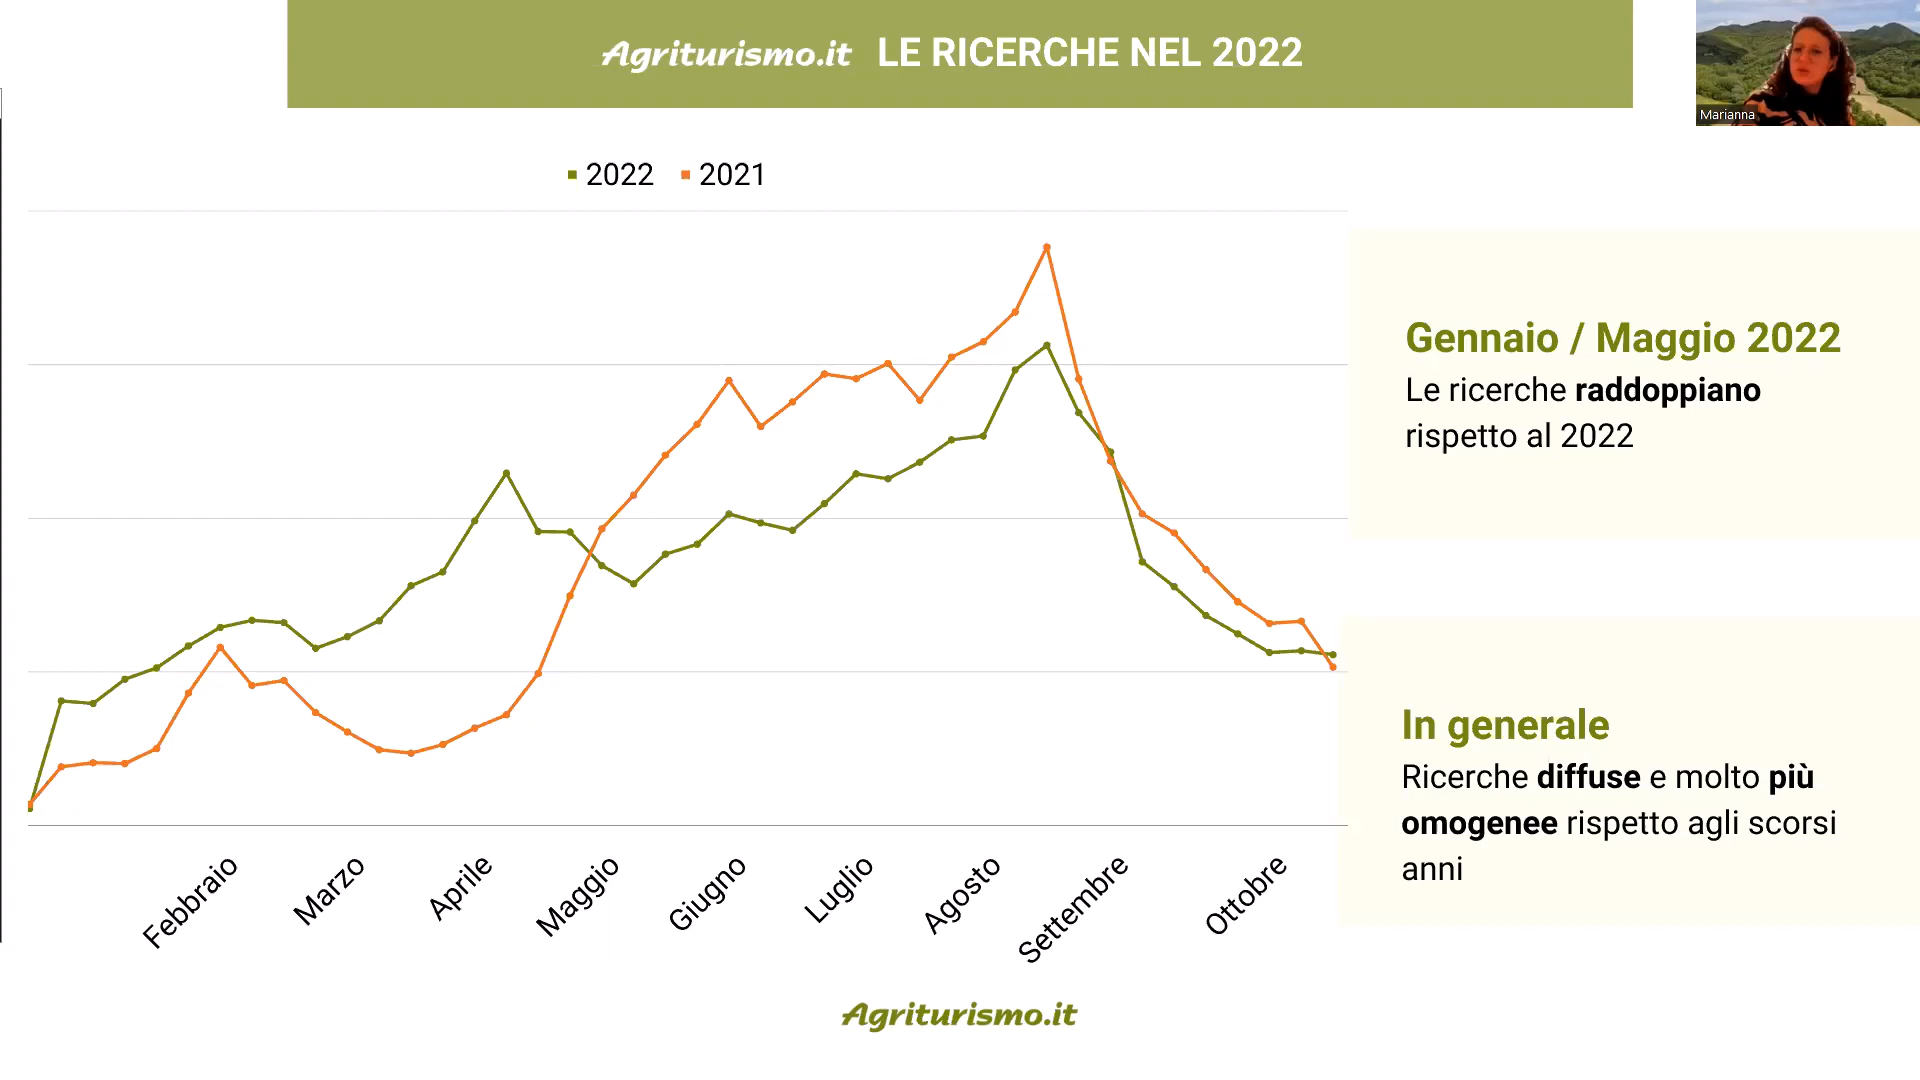 Agriturismo.it LE RICERCHE NEL 2022
Marianna
2022 2021
Gennaio / Maggio 2022
Le ricerche raddoppiano
rispetto al 2022
In generale
Ricerche diffuse e molto più
omogenee rispetto agli scorsi
anni
Febbraio
Marzo
Aprile
Maggio
Giugno
Luglio
Agosto
Settembre
Ottobre
Agriturismo.it